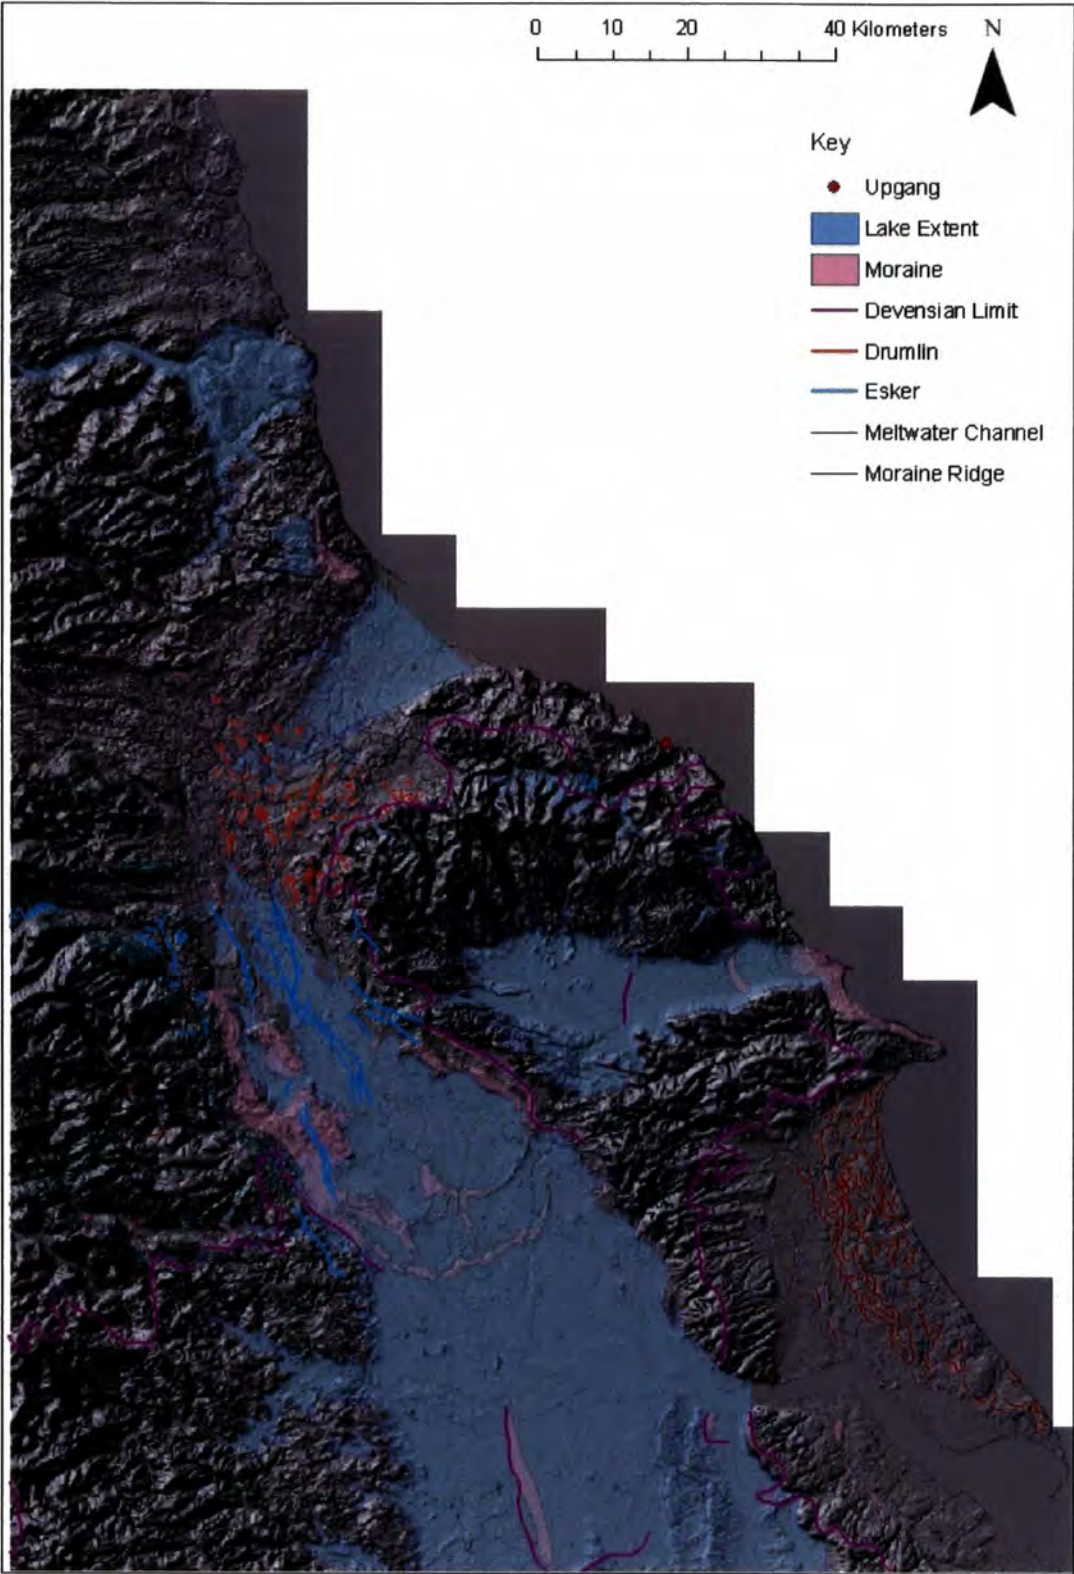 0 10 20 40 Kilometers N
Key
Upgang
Lake Extent
Moraine
Devensian Limit
Drumlin
Esker
Meltwater Channel
Moraine Ridge